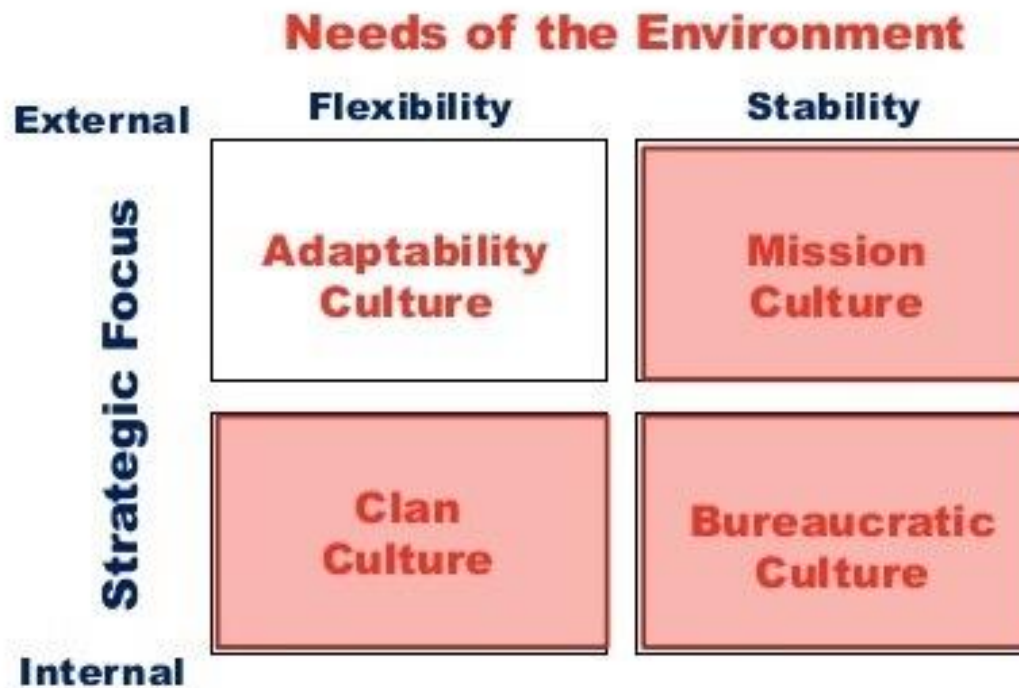 Needs of the Environment
External
Flexibility
Stability
Strategic Focus
Adaptability
Culture
Mission
Culture
Clan
Culture
Bureaucratic
Culture
Internal